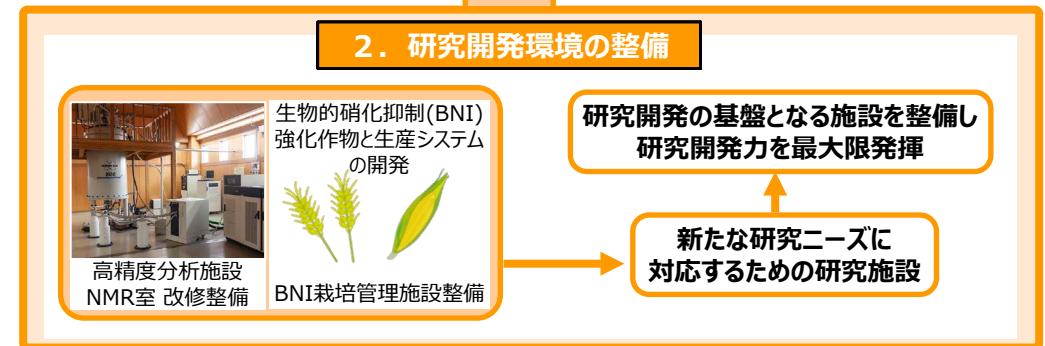 ２．研究開発環境の整備
生物的硝化抑制(BNI)
強化作物と生産システム
の開発
高精度分析施設
NMR室 改修整備
BNI栽培管理施設整備
研究開発の基盤となる施設を整備し
研究開発力を最大限発揮
新たな研究ニーズに
対応するための研究施設